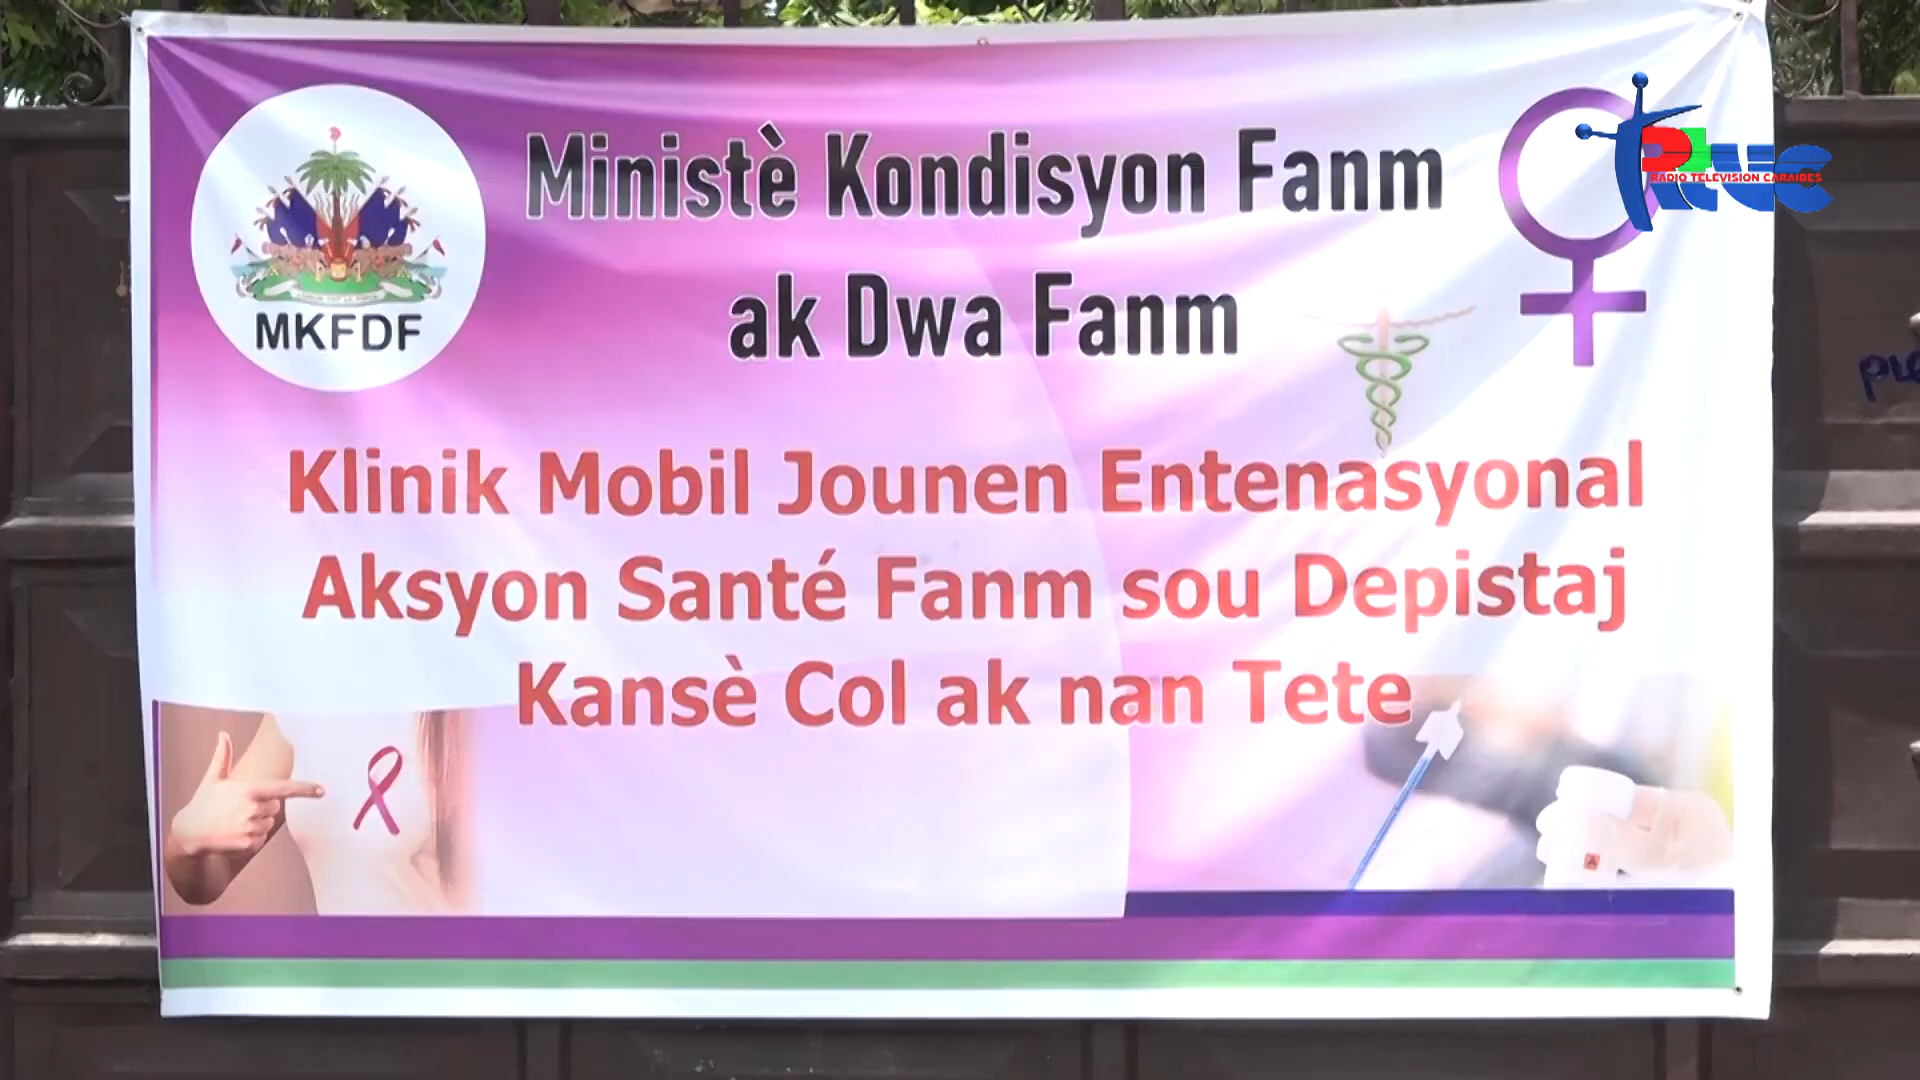 Ministè Kondisyon Fanm
ak Dwa Fanm
MKFDF
Klinik Mobil Jounen Entenasyonal
Aksyon Santé Fanm sou Depistaj
Kansè Col ak nan Tete
RTVC
RADIO TELEVISION CARAIBES
A